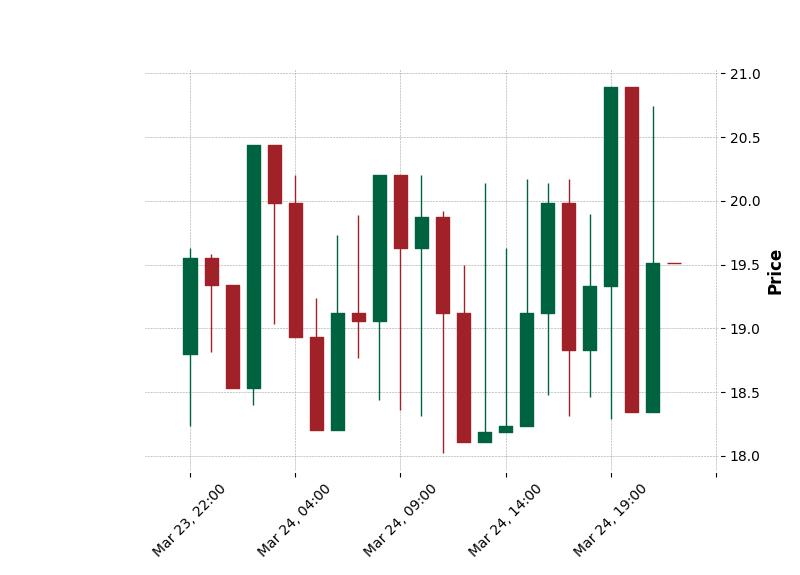 21.0
20.5
20.0
19.5
19.0
18.5
18.0
Price
Mar 23, 22:00
Mar 24, 04:00
Mar 24, 09:00
Mar 24, 14:00
Mar 24, 19:00